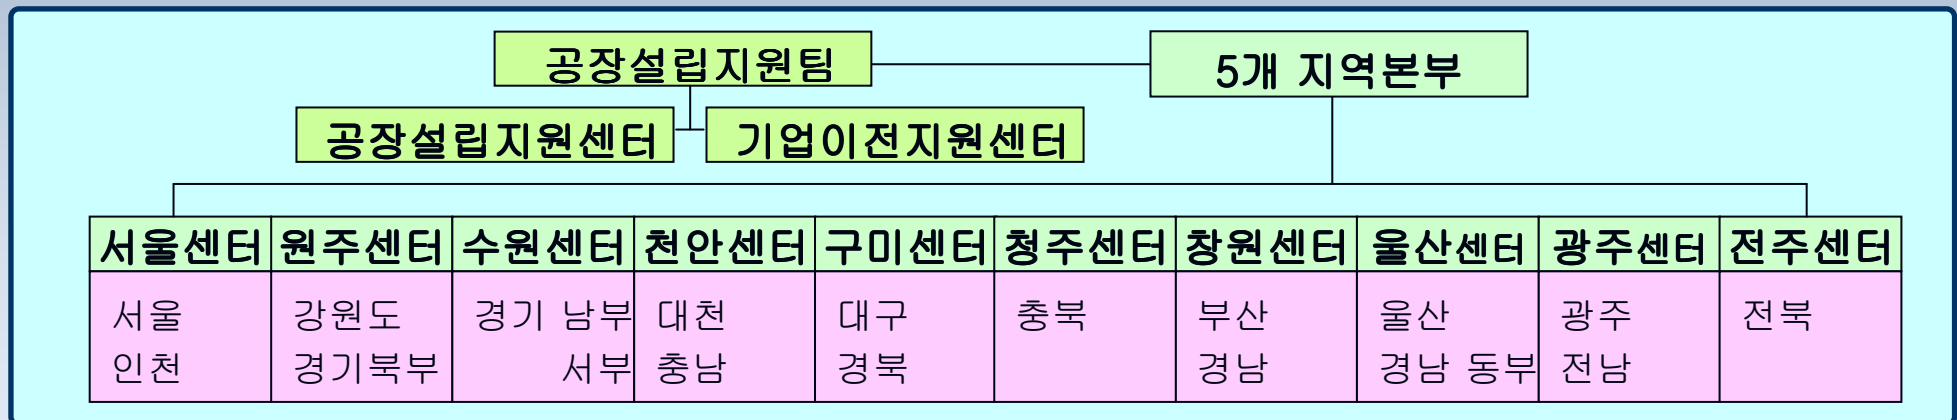 공장설립지원팀 5개 지역본부
공장설립지원센터 기업이전지원센터
서울센터 원주센터 수원센터 천안센터 구미센터 청주센터 창원센터 울산센터 광주센터 전주센터
서울 강원도 경기 남부 대천 대구 충북 부산 울산 광주 전북
인천 경기북부 서부 충남 경북 경남 경남 동부 전남